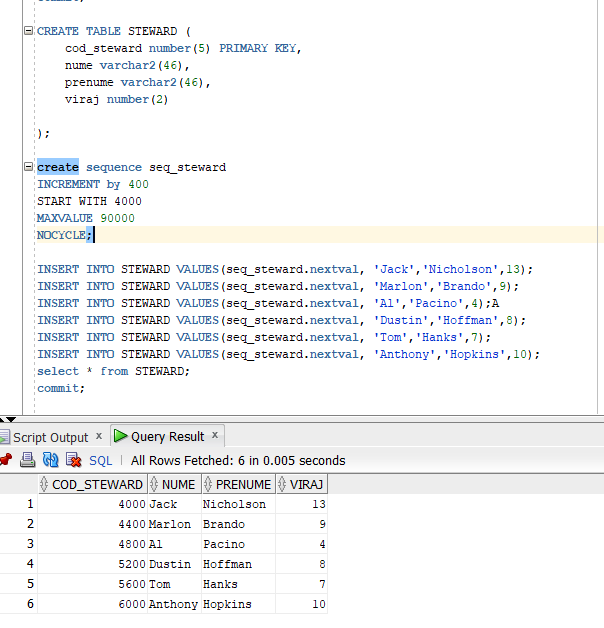 CREATE TABLE STEWARD (
cod_steward number(5) PRIMARY KEY,
nume varchar2(46),
prenume varchar2(46),
viraj number(2)
);
create sequence seq_steward
INCREMENT by 400
START WITH 4000
MAXVALUE 90000
NOCYCLE;
INSERT INTO STEWARD VALUES(seq_steward.nextval, 'Jack','Nicholson',13);
INSERT INTO STEWARD VALUES(seq_steward.nextval, 'Marlon','Brando',9);
INSERT INTO STEWARD VALUES(seq_steward.nextval, 'Al','Pacino',4);A
INSERT INTO STEWARD VALUES(seq_steward.nextval, 'Dustin','Hoffman',8);
INSERT INTO STEWARD VALUES(seq_steward.nextval, 'Tom','Hanks',7);
INSERT INTO STEWARD VALUES(seq_steward.nextval, 'Anthony','Hopkins',10);
select * from STEWARD;
commit;
Script Output x Query Result x
SQL | All Rows Fetched: 6 in 0.005 seconds
COD_STEWARD NUME PRENUME VIRAJ
1 4000 Jack Nicholson 13
2 4400 Marlon Brando 9
3 4800 Al Pacino 4
4 5200 Dustin Hoffman 8
5 5600 Tom Hanks 7
6 6000 Anthony Hopkins 10